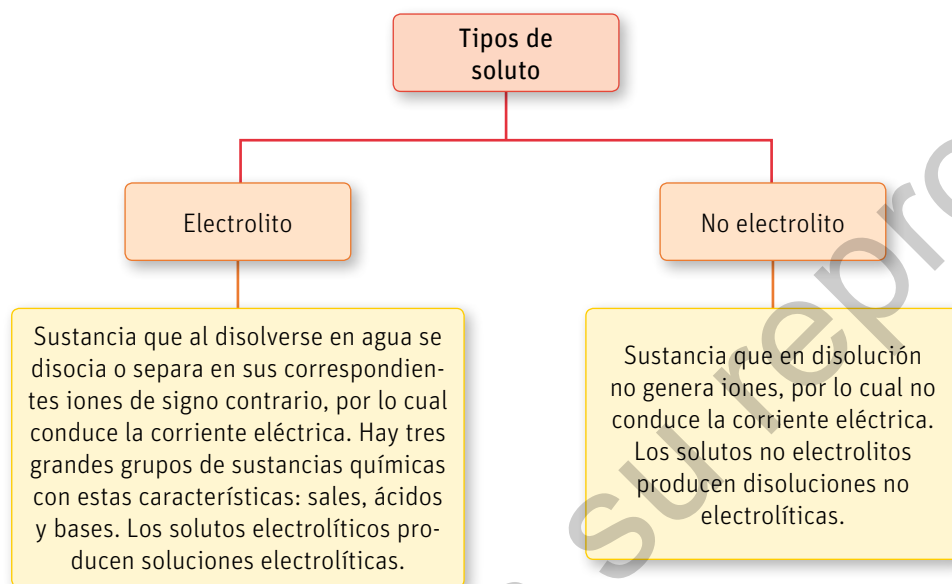 Tipos de
soluto
Electrolito
No electrolito
Sustancia que al disolverse en agua se
disocia o separa en sus correspondien-
tes iones de signo contrario, por lo cual
conduce la corriente eléctrica. Hay tres
grandes grupos de sustancias químicas
con estas características: sales, ácidos
y bases. Los solutos electrolíticos pro-
ducen soluciones electrolíticas.
Sustancia que en disolución
no genera iones, por lo cual no
conduce la corriente eléctrica.
Los solutos no electrolitos
producen disoluciones no
electrolíticas.
su repro